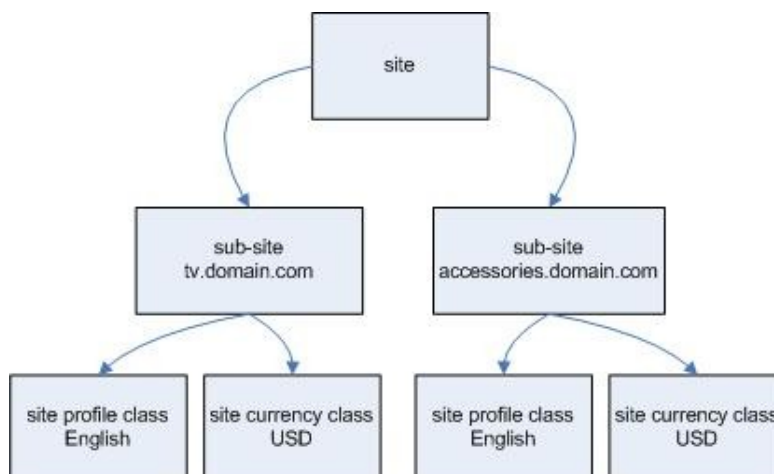 site
sub-site
tv.domain.com
sub-site
accessories.domain.com
site profile class
English
site currency class
USD
site profile class
English
site currency class
USD